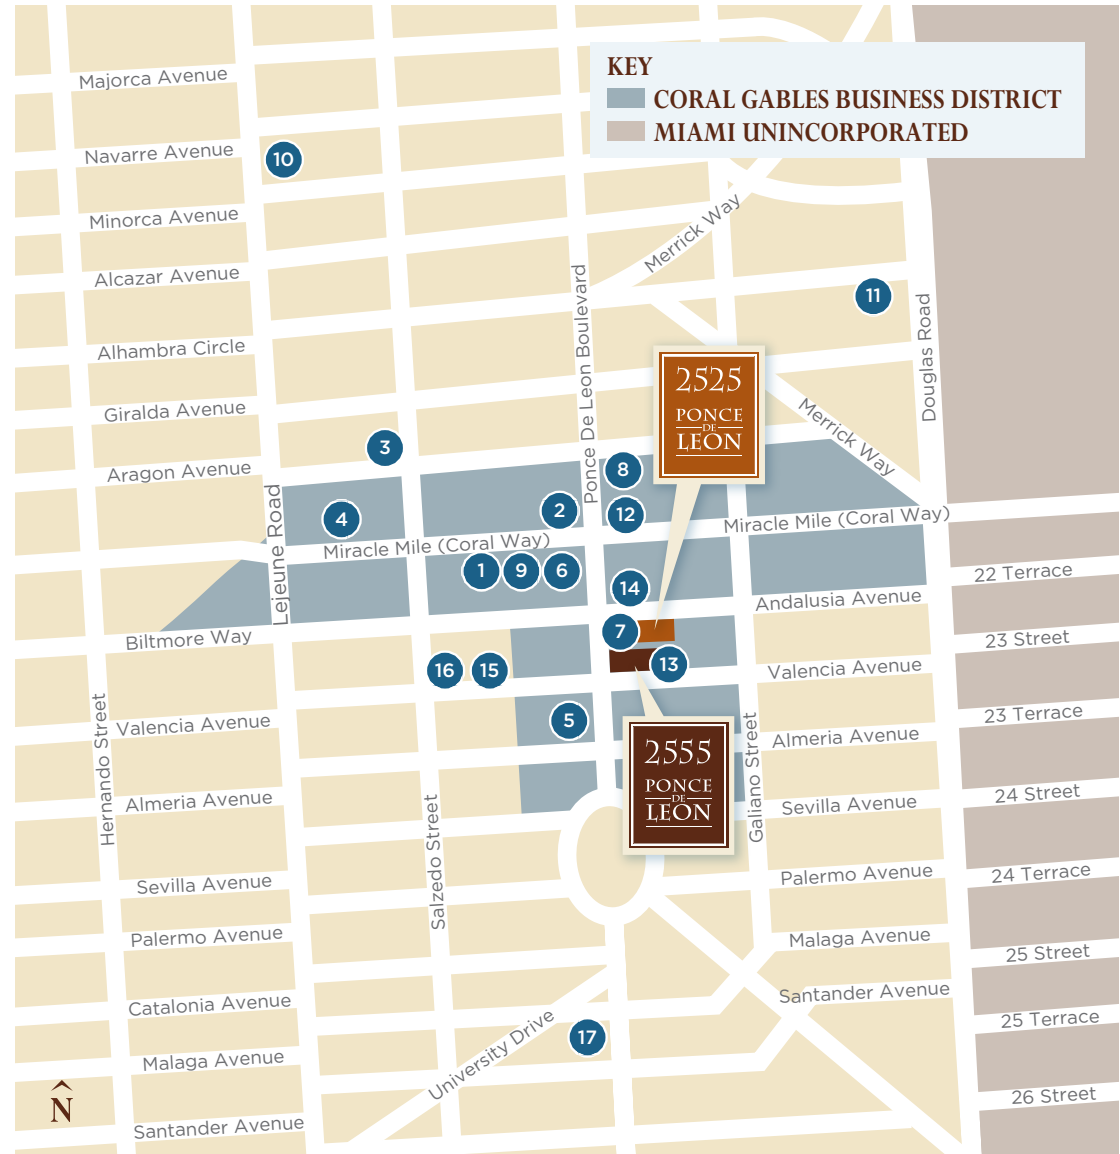 KEY
CORAL GABLES BUSINESS DISTRICT
MIAMI UNINCORPORATED
Majorca Avenue
Navarre Avenue
10
Minorca Avenue
Merrick Way
Alcazar Avenue
11
Ponce De Leon Boulevard
Douglas Road
Alhambra Circle
2525
PONCE
DE
LEON
Giralda Avenue
Merrick Way
3
Aragon Avenue
8
Lejeune Road
4
2
12
Miracle Mile (Coral Way)
Miracle Mile (Coral Way)
1
9
6
22 Terrace
14
Andalusia Avenue
Biltmore Way
7
23 Street
16
15
13
Valencia Avenue
Hernando Street
Valencia Avenue
5
23 Terrace
Almeria Avenue
Galiano Street
2555
PONCE
DE
LEON
Almeria Avenue
Salzedo Street
Sevilla Avenue
24 Street
Sevilla Avenue
Palermo Avenue
24 Terrace
Palermo Avenue
Malaga Avenue
25 Street
Catalonia Avenue
Santander Avenue
University Drive
17
25 Terrace
Malaga Avenue
N
26 Street
Santander Avenue